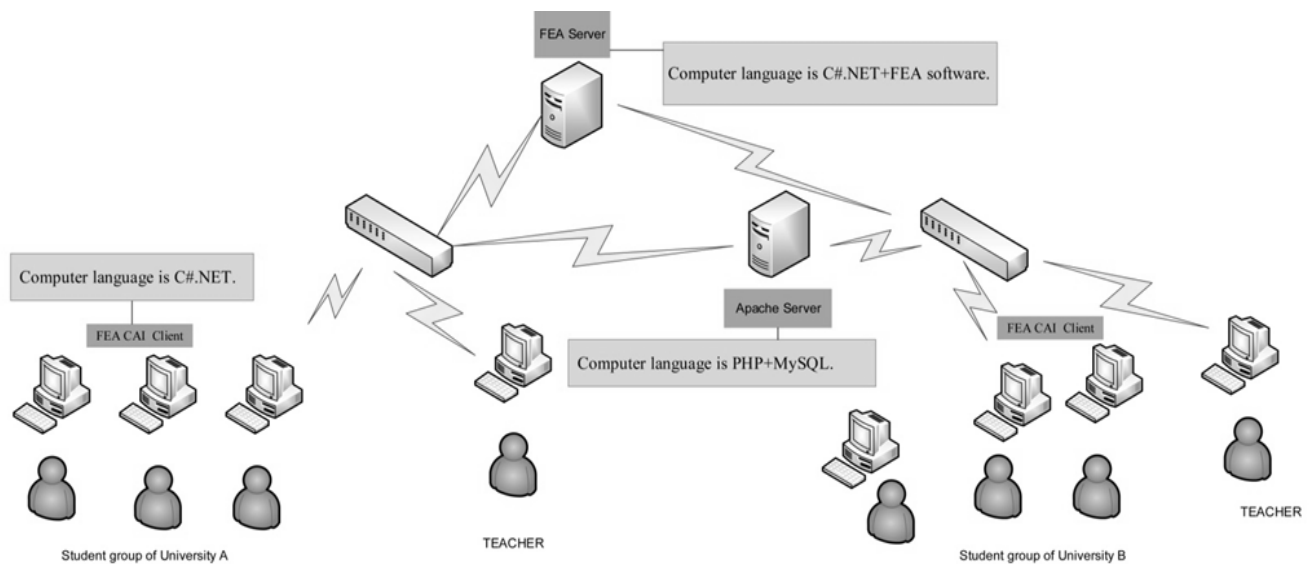 FEA Server
Computer language is C#.NET+FEA software.
Computer language is C#.NET.
FEA CAI Client
Apache Server
Computer language is PHP+MySQL.
FEA CAI Client
TEACHER
Student group of University A
TEACHER
Student group of University B